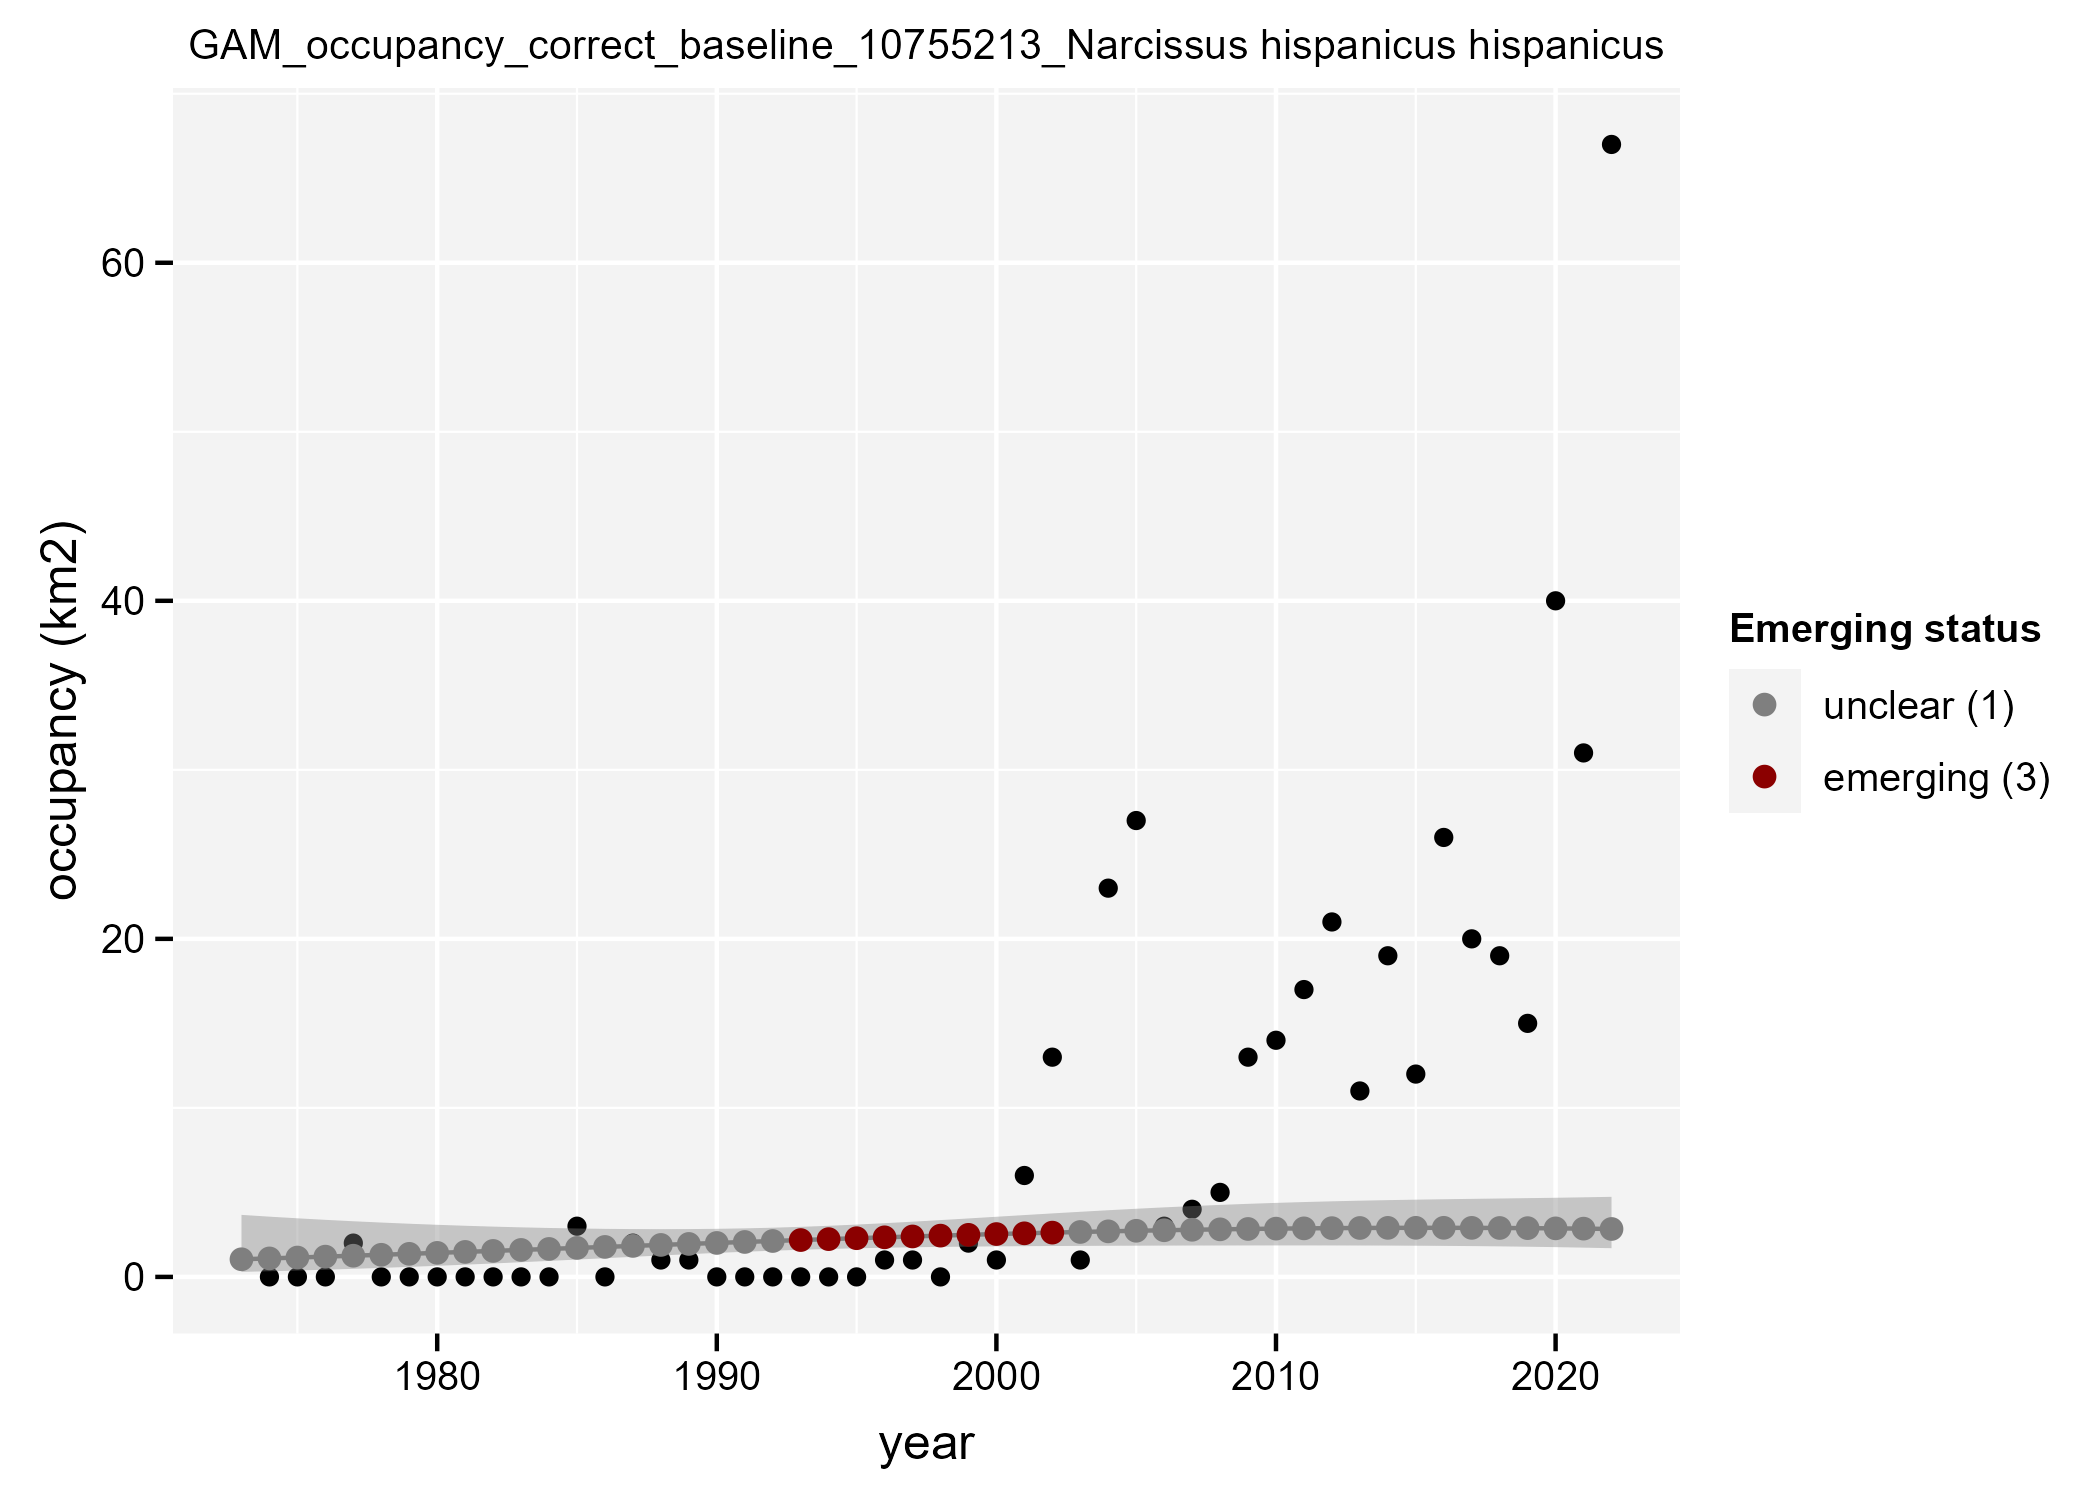 GAM_occupancy_correct_baseline_10755213_Narcissus hispanicus hispanicus
60
40
20
0
occupancy (km2)
1980 1990 2000 2010 2020
year
Emerging status
unclear (1)
emerging (3)